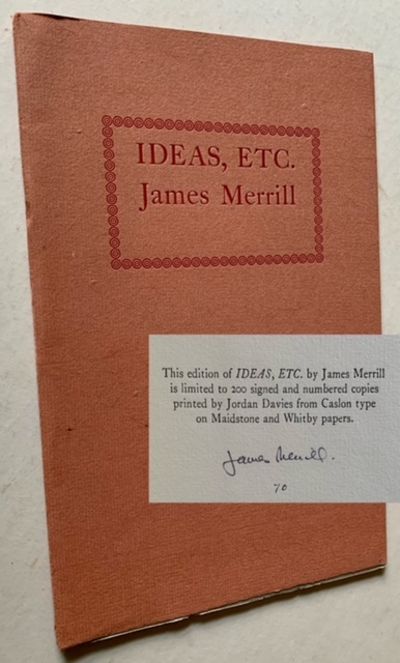 IDEAS, ETC.
James Merrill
This edition of IDEAS, ETC. by James Merrill
is limited to 200 signed and numbered copies
printed by Jordan Davies from Caslon type
on Maidstone and Whitby papers.
James Merrill.
70